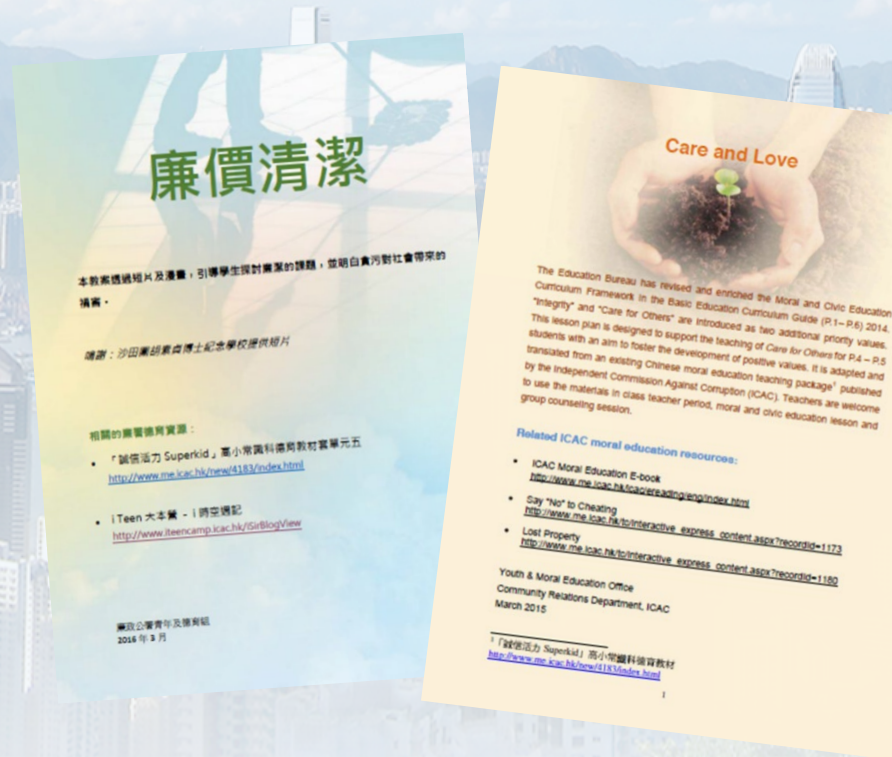 廉價清潔
本教案透過短片及漫畫，引導學生探討廉潔的課題，並明白貪污對社會帶來的
禍害。
鳴謝：沙田圍胡素貞博士紀念學校提供短片
相關的廉署德育資源：
• 「誠信活力 Superkid」高小常識科德育教材套單元五
http://www.me.icac.hk/new/4183/index.html
• i Teen 大本營 - i 時空週記
http://www.iteencamp.icac.hk/iSirBlogView
廉政公署青年及德育組
2016 年 3 月
Care and Love
The Education Bureau has revised and enriched the Moral and Civic Education
Curriculum Framework in the Basic Education Curriculum Guide (P.1– P.6) 2014.
"Integrity" and "Care for Others" are introduced as two additional priority values.
This lesson plan is designed to support the teaching of Care for Others for P.4 – P.5
students with an aim to foster the development of positive values. It is adapted and
translated from an existing Chinese moral education teaching package¹ published
by the Independent Commission Against Corruption (ICAC). Teachers are welcome
to use the materials in class teacher period, moral and civic education lesson and
group counseling session.
Related ICAC moral education resources:
• ICAC Moral Education E-book
http://www.me.icac.hk/icac/ereading/eng/index.html
• Say "No" to Cheating
http://www.me.icac.hk/tc/interactive_express_content.aspx?recordid=1173
• Lost Property
http://www.me.icac.hk/tc/interactive_express_content.aspx?recordid=1180
Youth & Moral Education Office
Community Relations Department, ICAC
March 2015
¹ 「誠信活力 Superkid」高小常識科德育教材
http://www.me.icac.hk/new/4183/index.html
1